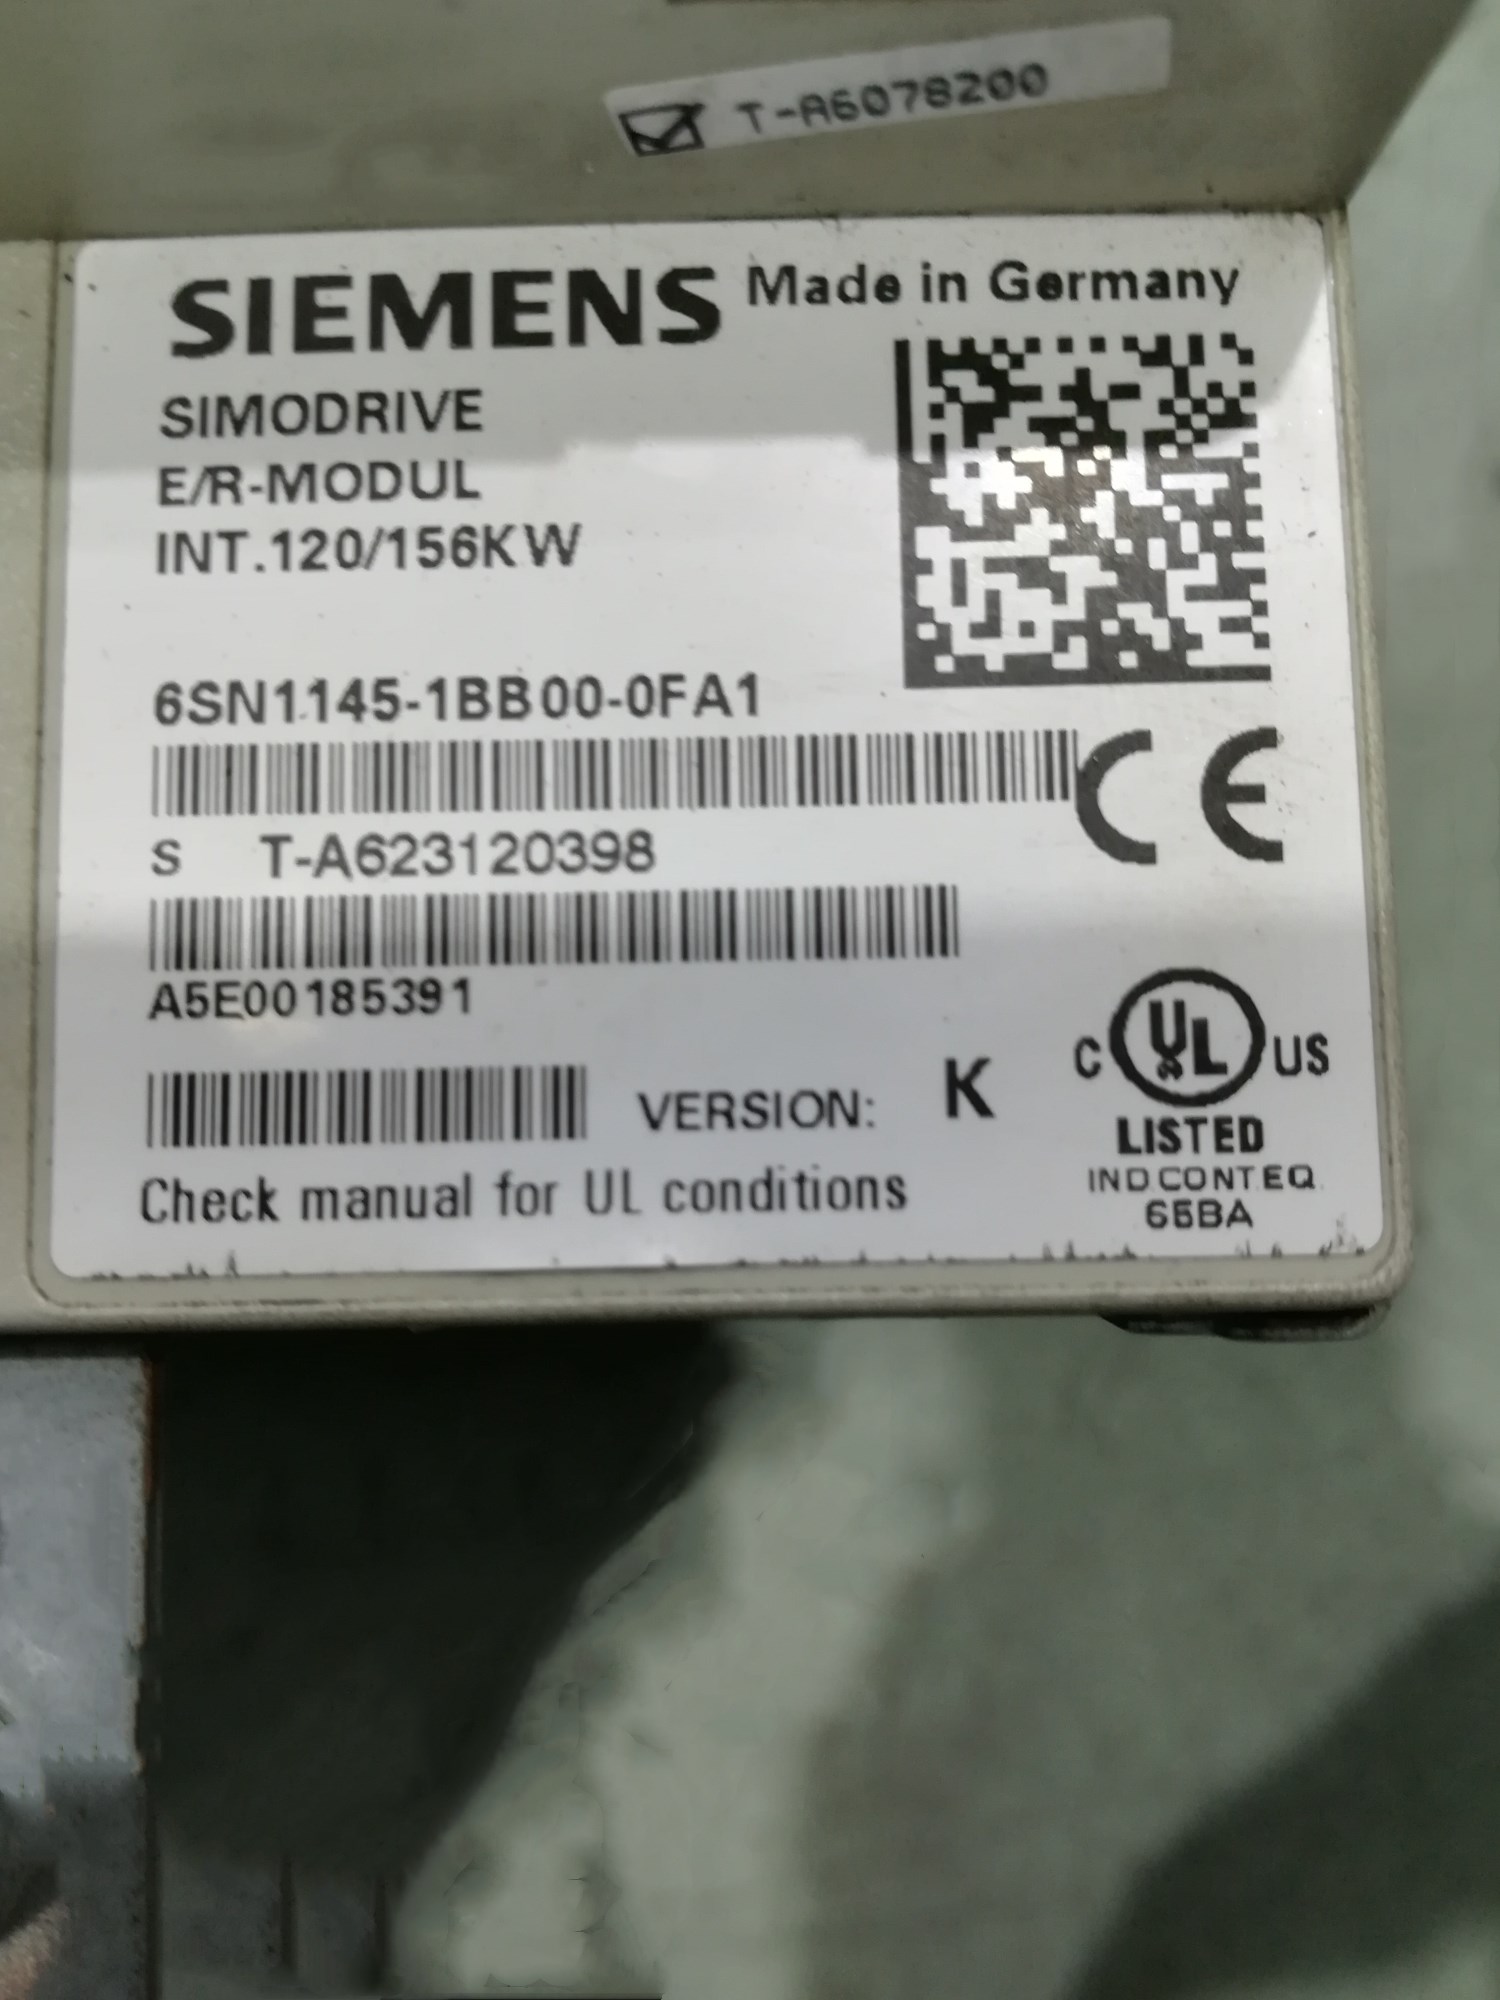 T-A6078200
SIEMENS Made in Germany
SIMODRIVE
E/R-MODUL
INT.120/156KW
6SN1145-1BB00-0FA1
CE
S T-A623120398
A5E00185391
VERSION: K
C UL US
LISTED
IND.CONT.EQ.
65BA
Check manual for UL conditions